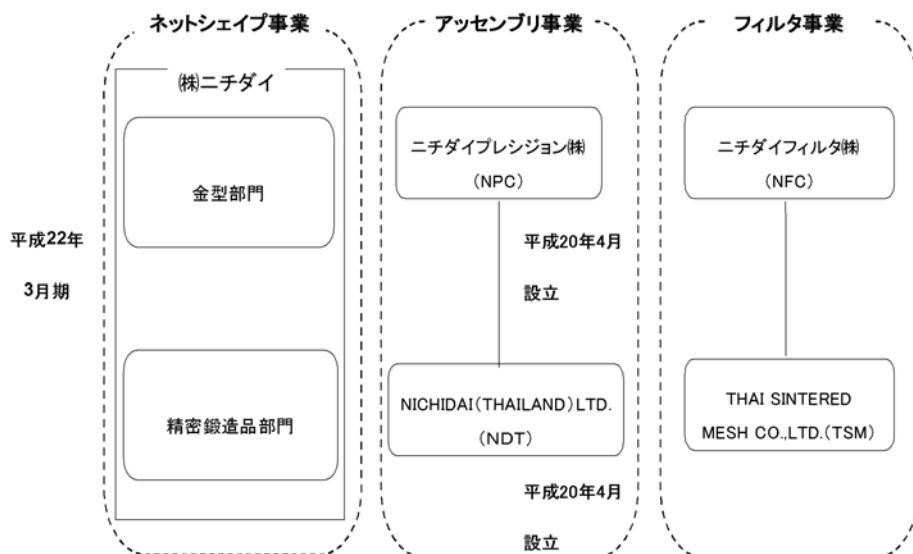 ネットシェイプ事業
アッセンブリ事業
フィルタ事業
㈱ニチダイ
金型部門
精密鍛造品部門
平成22年
3月期
ニチダイプレシジョン㈱
(NPC)
平成20年4月
設立
NICHIDAI(THAILAND)LTD.
(NDT)
平成20年4月
設立
ニチダイフィルタ㈱
(NFC)
THAI SINTERED
MESH CO.,LTD.(TSM)